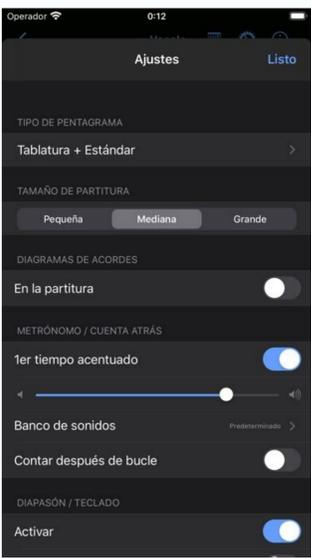 Operador 0:12
Ajustes Listo
TIPO DE PENTAGRAMA
Tablatura + Estándar
TAMAÑO DE PARTITURA
Pequeña Mediana Grande
DIAGRAMAS DE ACORDES
En la partitura
METRÓNOMO / CUENTA ATRÁS
1er tiempo acentuado
Banco de sonidos Predeterminado
Contar después de bucle
DIAPASÓN / TECLADO
Activar